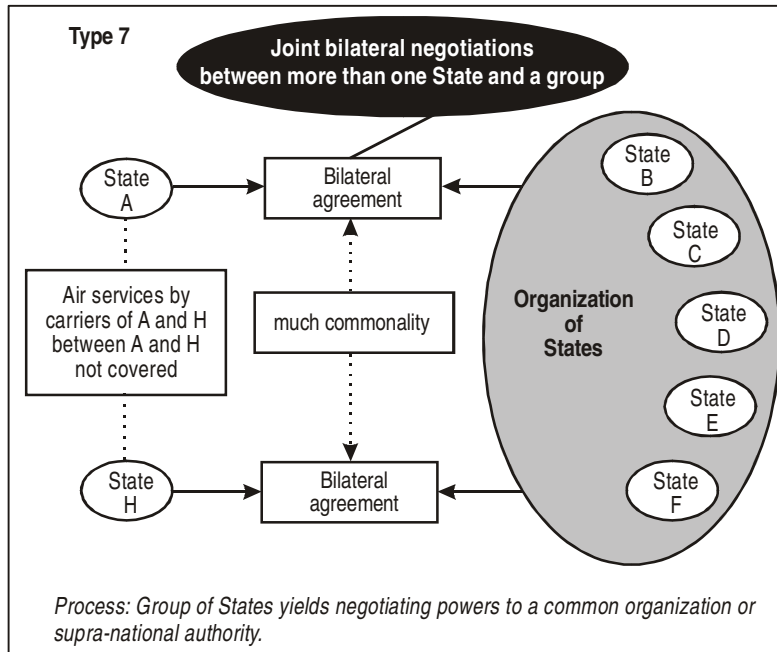 Type 7
Joint bilateral negotiations
between more than one State and a group
State
A
Bilateral
agreement
State
B
State
C
Air services by
carriers of A and H
between A and H
not covered
much commonality
Organization
of
States
State
D
State
E
State
H
Bilateral
agreement
State
F
Process: Group of States yields negotiating powers to a common organization or
supra-national authority.